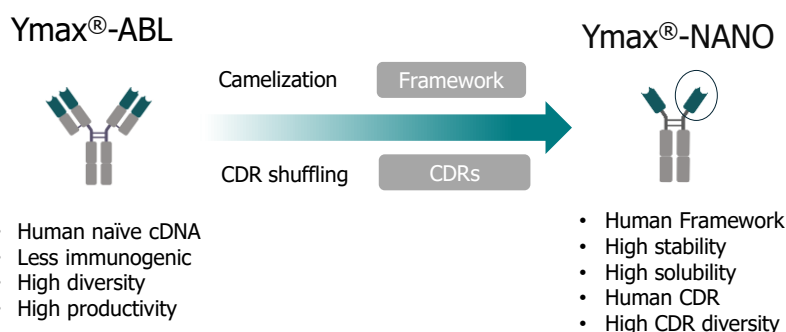 Ymax®-ABL
Ymax®-NANO
Camelization
Framework
CDR shuffling
CDRs
• Human naïve cDNA
• Less immunogenic
• High diversity
• High productivity
• Human Framework
• High stability
• High solubility
• Human CDR
• High CDR diversity